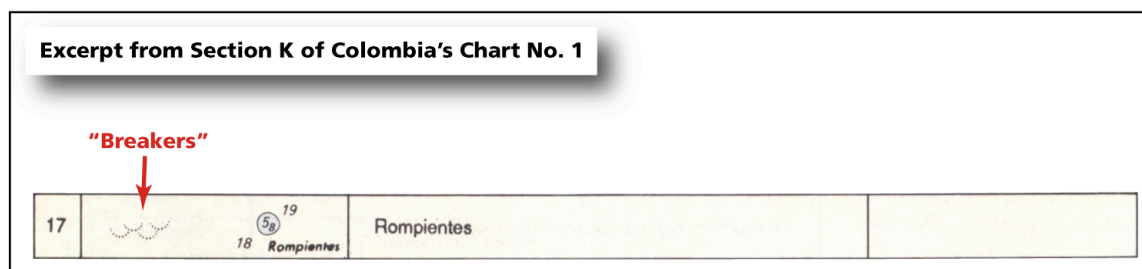 Excerpt from Section K of Colombia’s Chart No. 1
“Breakers”
17 5₈ 19 Rompientes
18 Rompientes